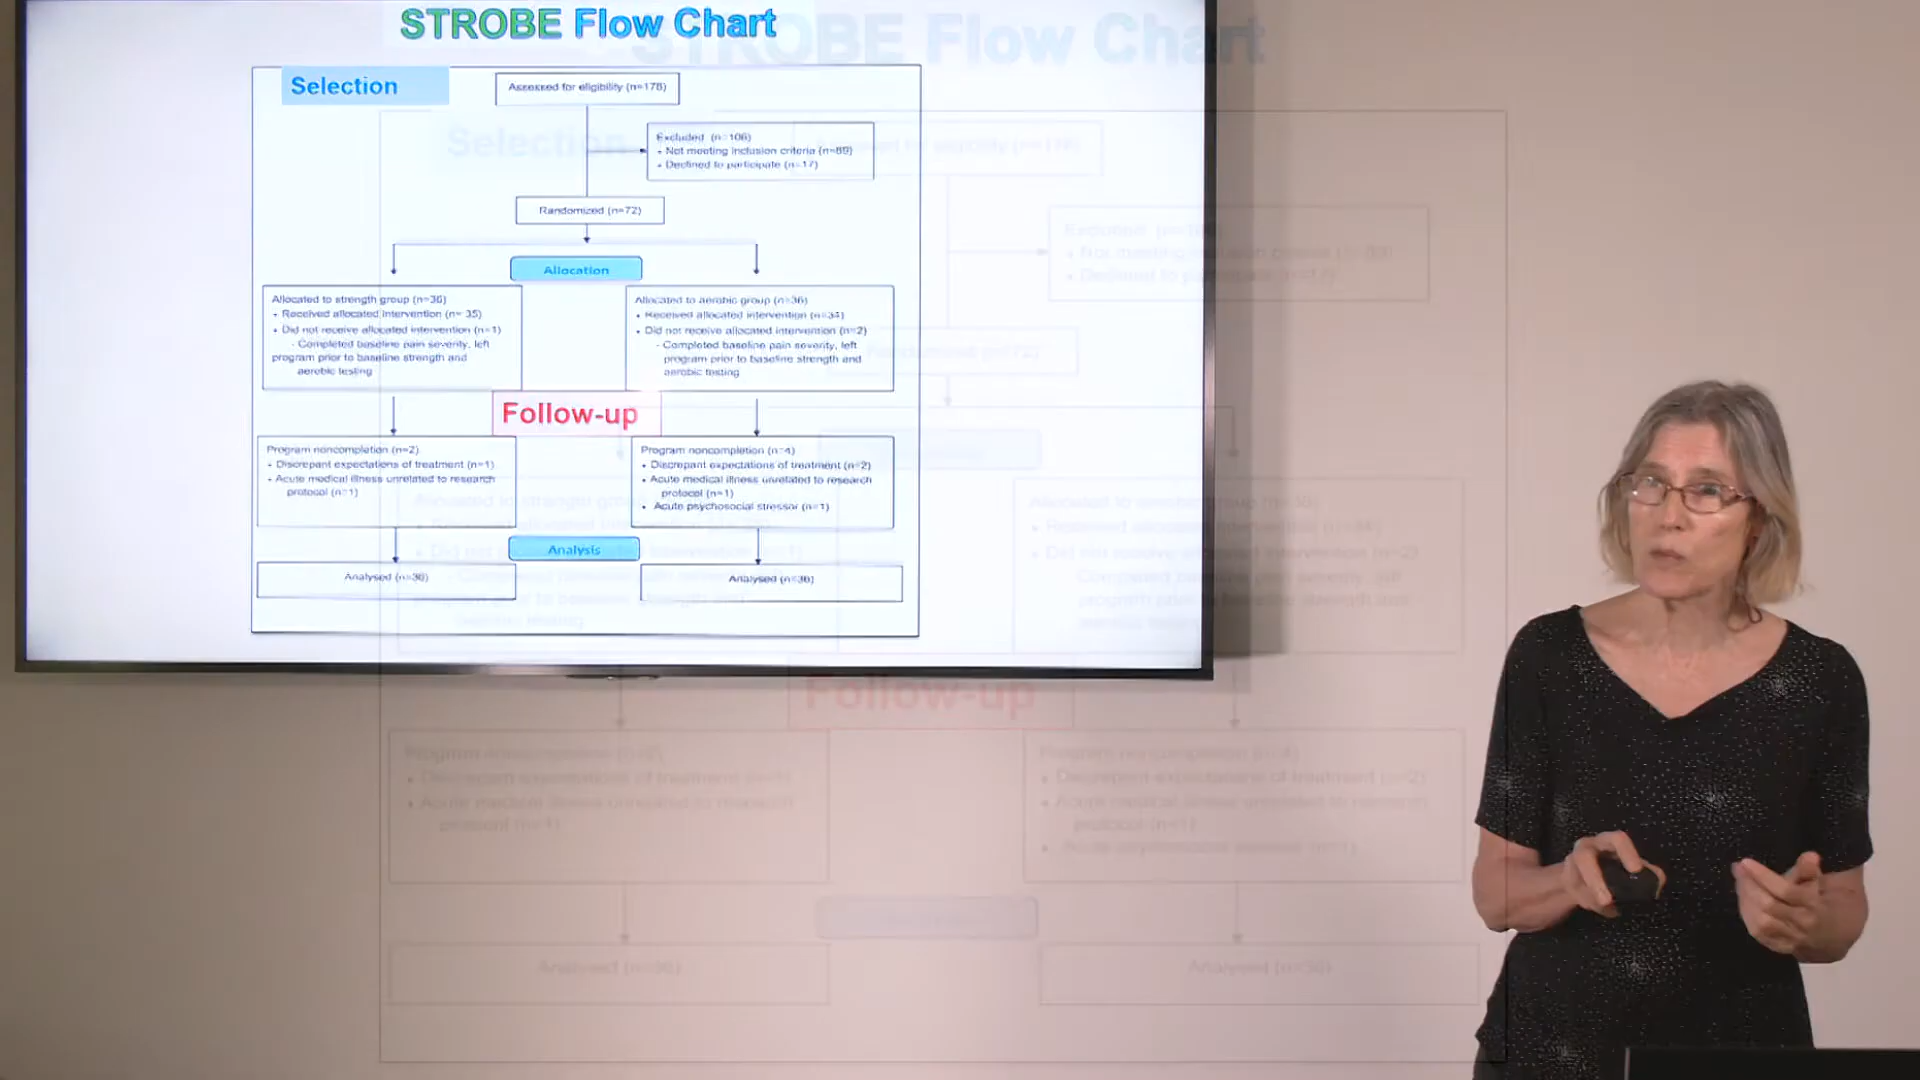 STROBE Flow Chart
Selection
Assessed for eligibility (n=178)
Excluded (n=106)
• Not meeting inclusion criteria (n=89)
• Declined to participate (n=17)
Randomized (n=72)
Allocation
Allocated to strength group (n=36)
• Received allocated intervention (n= 35)
• Did not receive allocated intervention (n=1)
- Completed baseline pain severity, left
program prior to baseline strength and
aerobic testing
Allocated to aerobic group (n=36)
• Received allocated intervention (n=34)
• Did not receive allocated intervention (n=2)
- Completed baseline pain severity, left
program prior to baseline strength and
aerobic testing
Follow-up
Program noncompletion (n=2)
• Discrepant expectations of treatment (n=1)
• Acute medical illness unrelated to research
protocol (n=1)
Program noncompletion (n=4)
• Discrepant expectations of treatment (n=2)
• Acute medical illness unrelated to research
protocol (n=1)
• Acute psychosocial stressor (n=1)
Analysis
Analysed (n=36)
Analysed (n=36)
STROBE Flow Chart
Selection
Follow-up